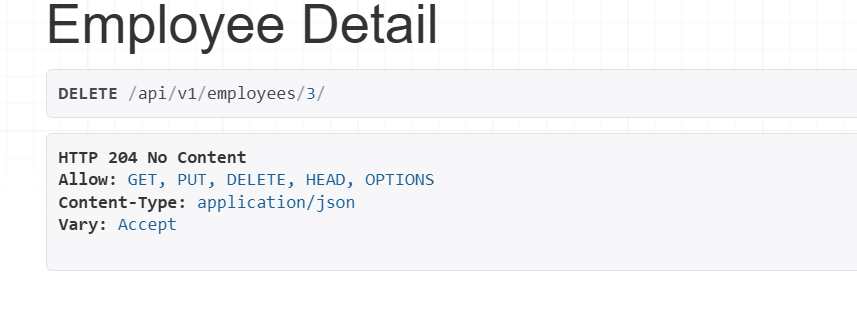 Employee Detail
DELETE /api/v1/employees/3/
HTTP 204 No Content
Allow: GET, PUT, DELETE, HEAD, OPTIONS
Content-Type: application/json
Vary: Accept